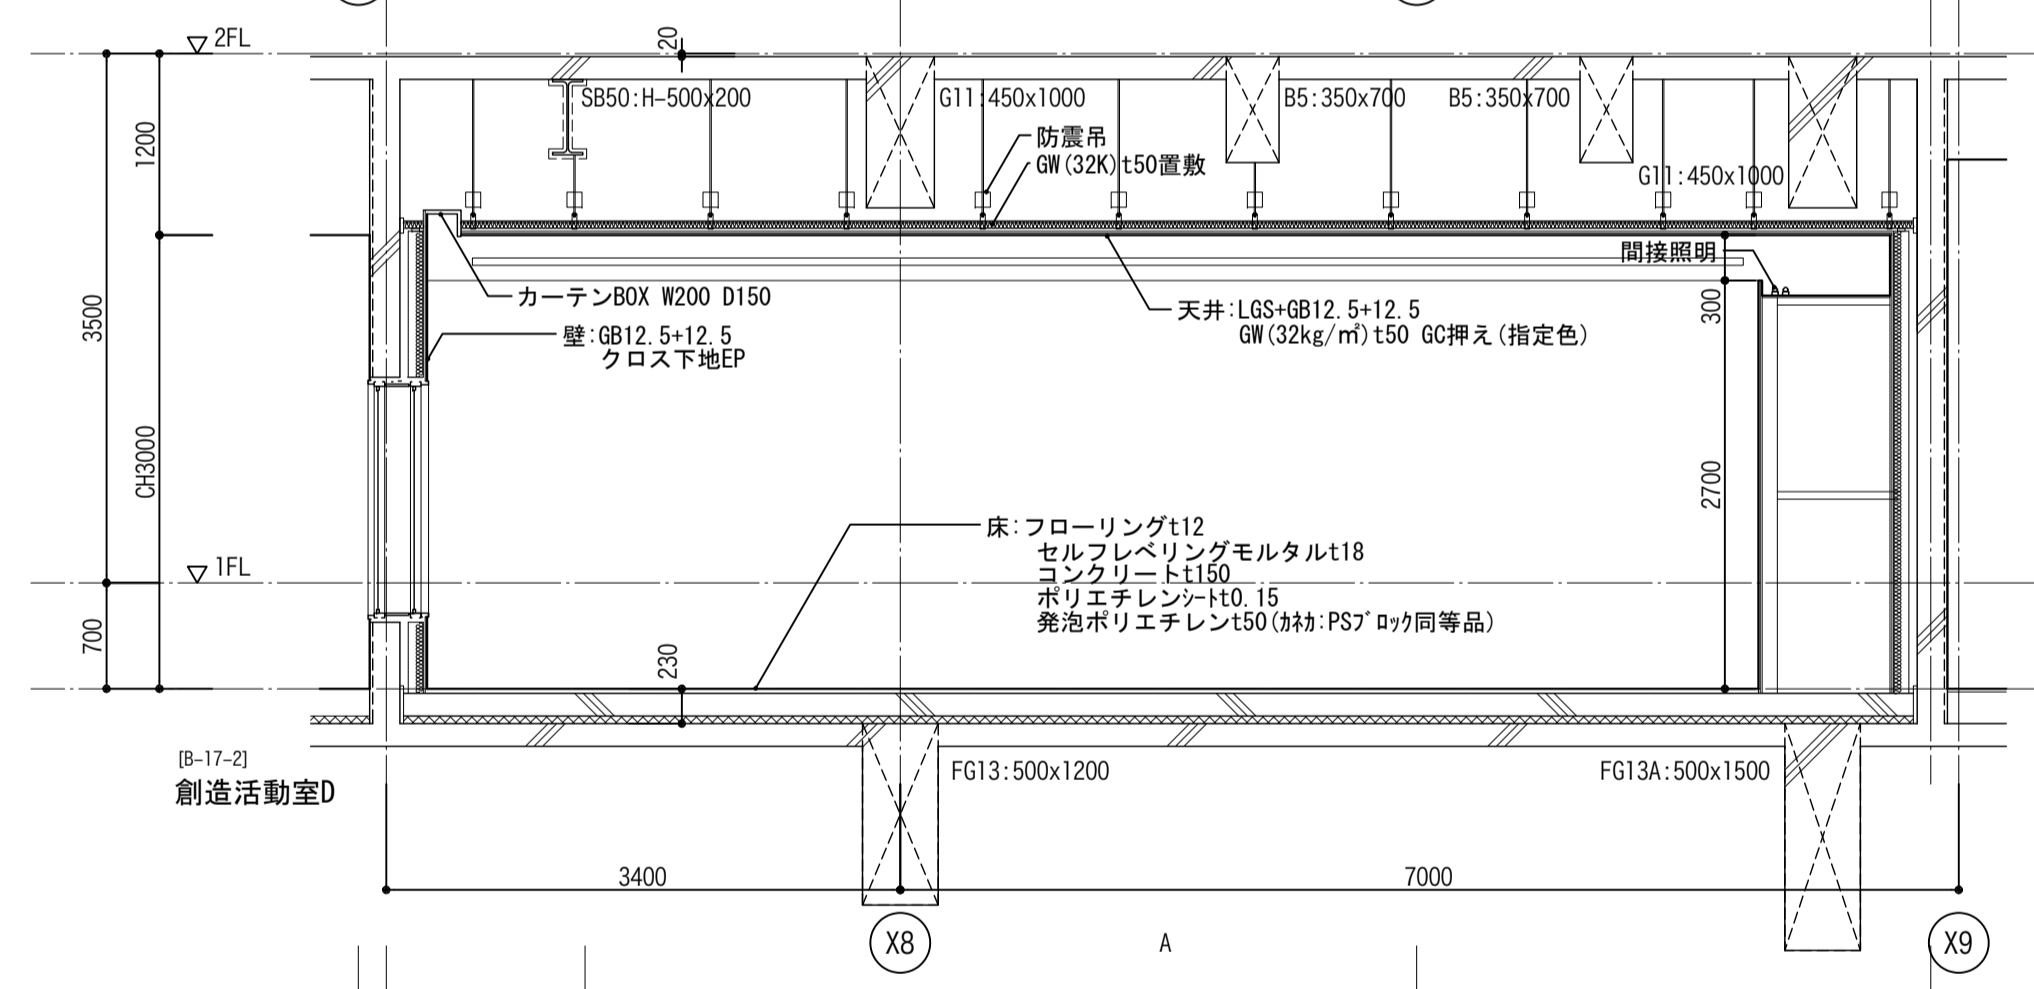 2FL
20
SB50:H-500x200
G11:450x1000
B5:350x700
B5:350x700
1200
防震吊
GW(32K)t50置敷
G11:450x1000
間接照明
カーテンBOX W200 D150
天井:LGS+GB12.5+12.5
GW(32kg/㎡)t50 GC押え(指定色)
300
3500
壁:GB12.5+12.5
クロス下地EP
CH3000
2700
床:フローリングt12
セルフレベリングモルタルt18
コンクリートt150
ポリエチレンシートt0.15
発泡ポリエチレンt50(カネカ:PSブロック同等品)
1FL
700
230
[B-17-2]
創造活動室D
FG13:500x1200
FG13A:500x1500
3400
7000
X8
A
X9